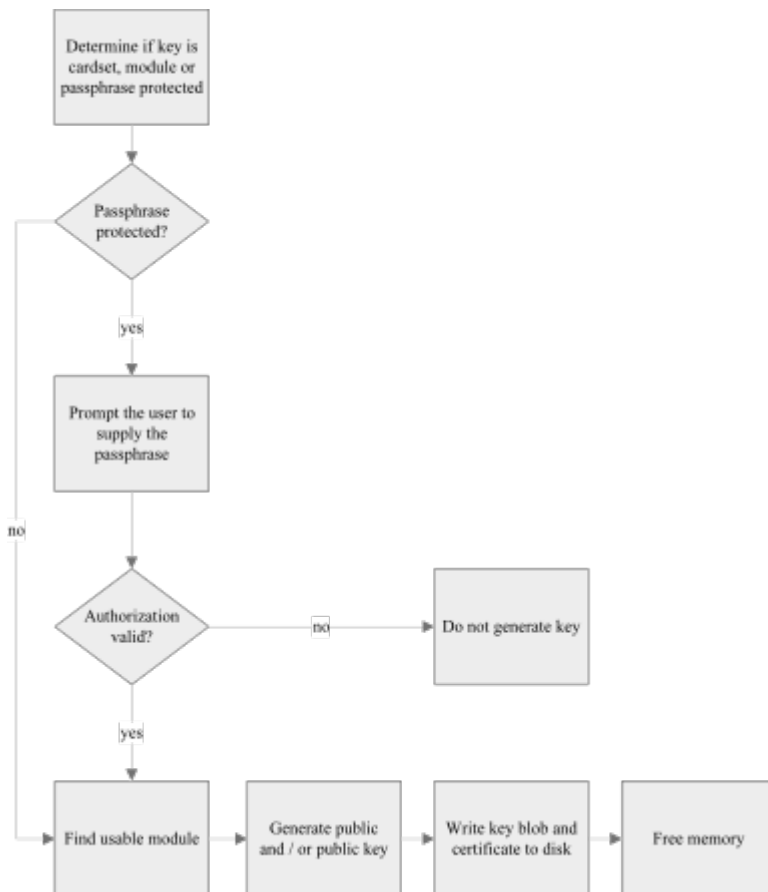 Determine if key is
cardset, module or
passphrase protected
Passphrase
protected?
yes
Prompt the user to
supply the
passphrase
no
Authorization
valid?
no
Do not generate key
yes
Find usable module
Generate public
and / or public key
Write key blob and
certificate to disk
Free memory